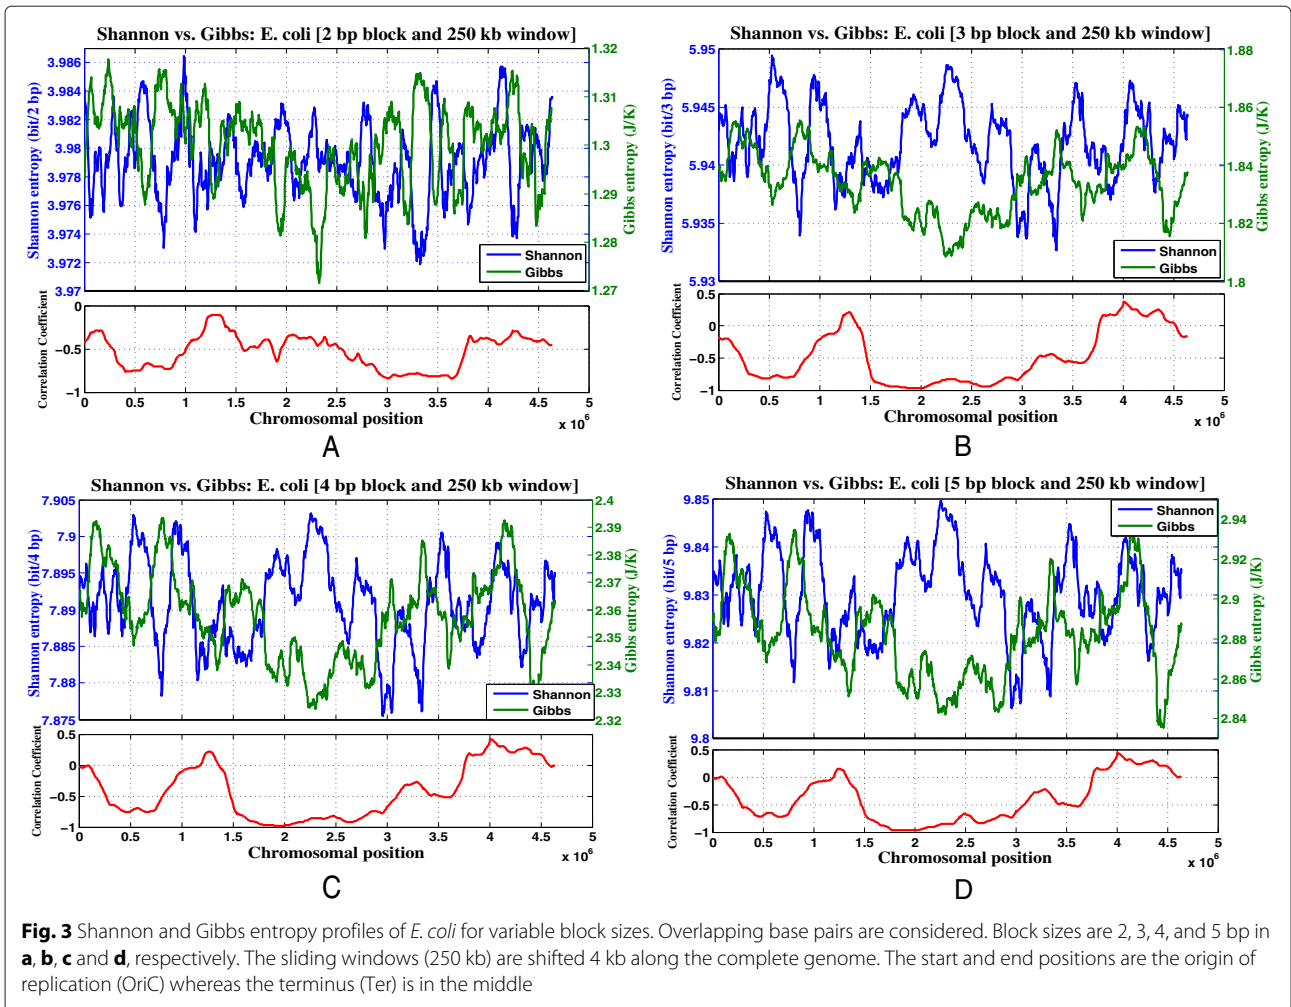 Shannon vs. Gibbs: E. coli [2 bp block and 250 kb window]
Shannon entropy (bit/2 bp)
3.986
3.984
3.982
3.98
3.978
3.976
3.974
3.972
3.97
1.32
1.31
1.3
1.29
1.28
1.27
Gibbs entropy (J/K)
Shannon
Gibbs
Correlation Coefficient
0
−0.5
−1
0 0.5 1 1.5 2 2.5 3 3.5 4 4.5 5
Chromosomal position
x 10^6
A
Shannon vs. Gibbs: E. coli [3 bp block and 250 kb window]
Shannon entropy (bit/3 bp)
5.95
5.945
5.94
5.935
5.93
1.88
1.86
1.84
1.82
1.8
Gibbs entropy (J/K)
Shannon
Gibbs
Correlation Coefficient
0.5
0
−0.5
−1
0 0.5 1 1.5 2 2.5 3 3.5 4 4.5 5
Chromosomal position
x 10^6
B
Shannon vs. Gibbs: E. coli [4 bp block and 250 kb window]
Shannon entropy (bit/4 bp)
7.905
7.9
7.895
7.89
7.885
7.88
7.875
2.4
2.39
2.38
2.37
2.36
2.35
2.34
2.33
2.32
Gibbs entropy (J/K)
Shannon
Gibbs
Correlation Coefficient
0.5
0
−0.5
−1
0 0.5 1 1.5 2 2.5 3 3.5 4 4.5 5
Chromosomal position
x 10^6
C
Shannon vs. Gibbs: E. coli [5 bp block and 250 kb window]
Shannon entropy (bit/5 bp)
9.85
9.84
9.83
9.82
9.81
9.8
2.94
2.92
2.9
2.88
2.86
2.84
Gibbs entropy (J/K)
Shannon
Gibbs
Correlation Coefficient
0.5
0
−0.5
−1
0 0.5 1 1.5 2 2.5 3 3.5 4 4.5 5
Chromosomal position
x 10^6
D
Fig. 3 Shannon and Gibbs entropy profiles of E. coli for variable block sizes. Overlapping base pairs are considered. Block sizes are 2, 3, 4, and 5 bp in
a, b, c and d, respectively. The sliding windows (250 kb) are shifted 4 kb along the complete genome. The start and end positions are the origin of
replication (OriC) whereas the terminus (Ter) is in the middle